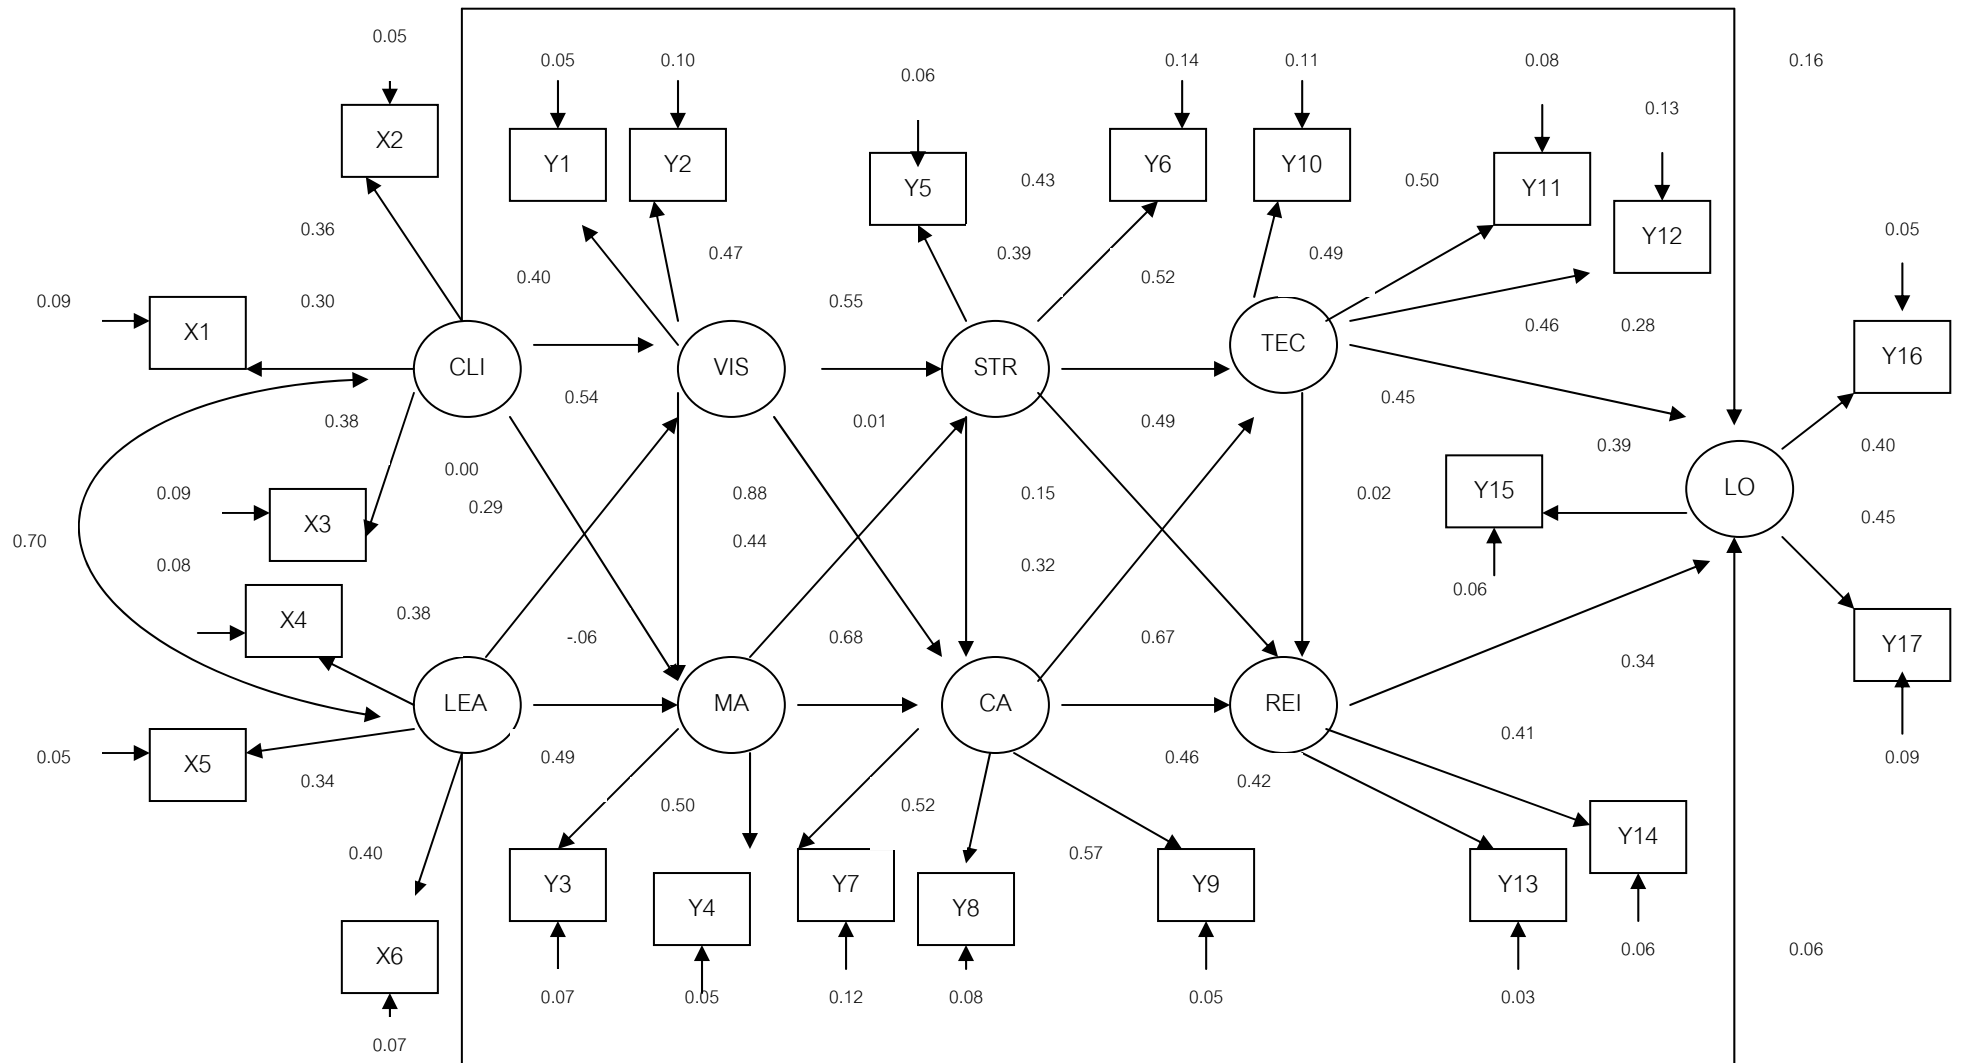 0.05
0.05
0.10
0.06
0.14
0.11
0.08
0.16
0.13
X2
Y1
Y2
Y5
0.43
Y6
Y10
0.50
Y11
Y12
0.36
0.40
0.47
0.39
0.52
0.49
0.05
0.09
X1
0.30
0.55
0.46
0.28
CLI
VIS
STR
TEC
Y16
0.38
0.54
0.01
0.49
0.45
0.39
0.40
0.00
0.09
X3
0.29
0.88
0.15
0.02
Y15
LO
0.45
0.70
0.08
0.44
0.32
0.06
X4
0.38
-.06
0.68
0.67
Y17
0.34
LEA
MA
CA
REI
0.05
X5
0.34
0.49
0.46
0.42
0.41
0.09
0.50
0.52
0.40
0.57
Y14
Y3
Y4
Y7
Y8
Y9
Y13
X6
0.06
0.06
0.07
0.05
0.12
0.08
0.05
0.03
0.07